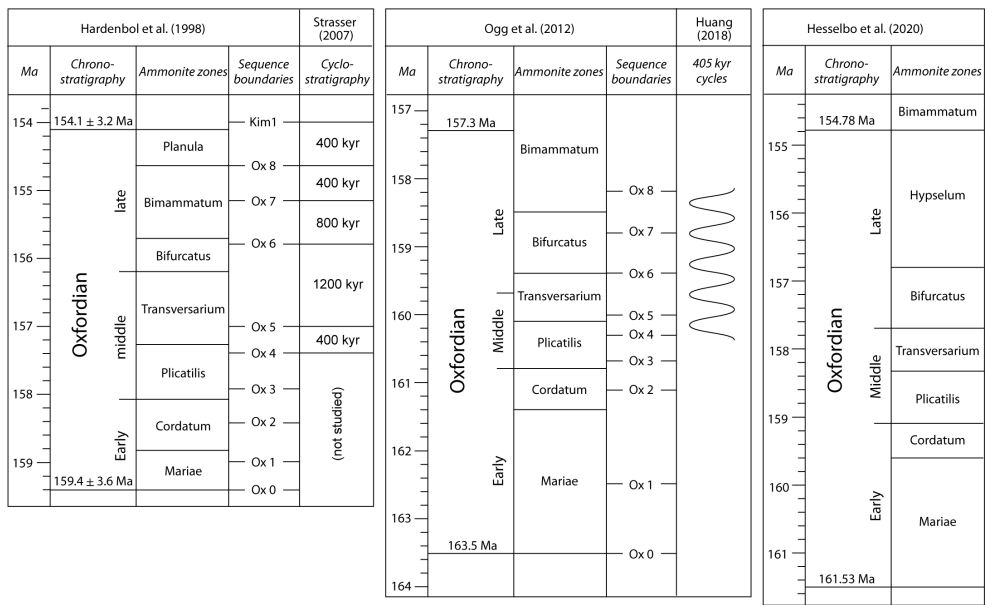 Hardenbol et al. (1998)
Strasser
(2007)
Ma
Chrono-
stratigraphy
Ammonite zones
Sequence
boundaries
Cyclo-
stratigraphy
154
155
156
157
158
159
154.1 ± 3.2 Ma
159.4 ± 3.6 Ma
Oxfordian
late
middle
Early
Planula
Bimammatum
Bifurcatus
Transversarium
Plicatilis
Cordatum
Mariae
Kim1
Ox 8
Ox 7
Ox 6
Ox 5
Ox 4
Ox 3
Ox 2
Ox 1
Ox 0
400 kyr
400 kyr
800 kyr
1200 kyr
400 kyr
(not studied)
Ogg et al. (2012)
Huang
(2018)
Ma
Chrono-
stratigraphy
Ammonite zones
Sequence
boundaries
405 kyr
cycles
157
158
159
160
161
162
163
164
157.3 Ma
163.5 Ma
Oxfordian
Late
Middle
Early
Bimammatum
Bifurcatus
Transversarium
Plicatilis
Cordatum
Mariae
Ox 8
Ox 7
Ox 6
Ox 5
Ox 4
Ox 3
Ox 2
Ox 1
Ox 0
Hesselbo et al. (2020)
Ma
Chrono-
stratigraphy
Ammonite zones
155
156
157
158
159
160
161
154.78 Ma
161.53 Ma
Oxfordian
Late
Middle
Early
Bimammatum
Hypselum
Bifurcatus
Transversarium
Plicatilis
Cordatum
Mariae